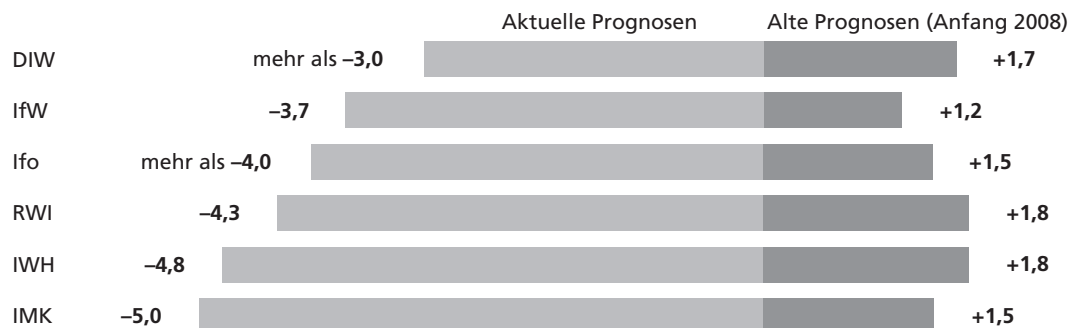 Aktuelle Prognosen Alte Prognosen (Anfang 2008)
DIW mehr als –3,0 +1,7
IfW –3,7 +1,2
Ifo mehr als –4,0 +1,5
RWI –4,3 +1,8
IWH –4,8 +1,8
IMK –5,0 +1,5